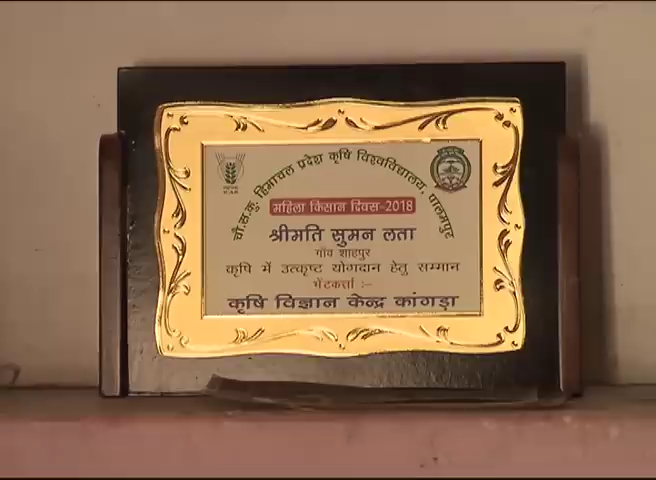 चौ.स.कु. हिमाचल प्रदेश कृषि विश्वविद्यालय, पालमपुर
महिला किसान दिवस-2018
श्रीमति सुमन लता
गाँव शाहपुर
कृषि में उत्कृष्ट योगदान हेतु सम्मान
भेंटकर्त्ता :-
कृषि विज्ञान केन्द्र कांगड़ा